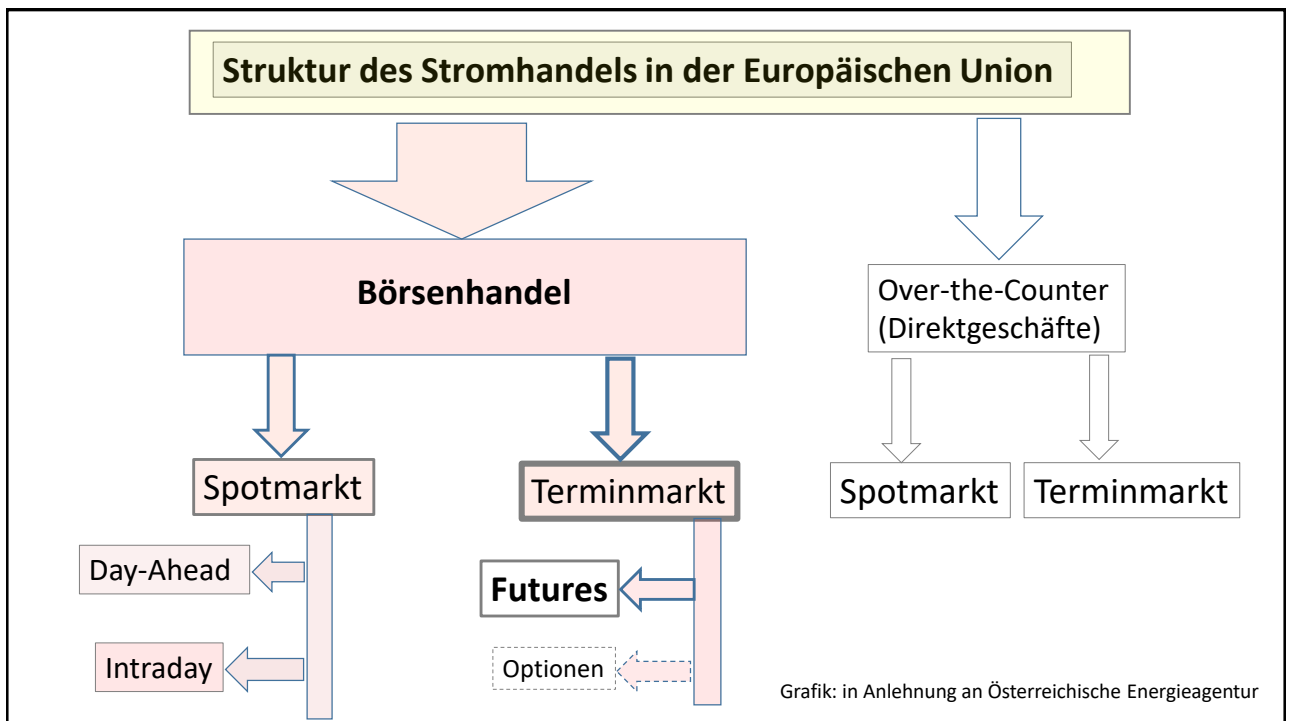 Struktur des Stromhandels in der Europäischen Union
Börsenhandel
Over-the-Counter
(Direktgeschäfte)
Spotmarkt
Terminmarkt
Spotmarkt
Terminmarkt
Day-Ahead
Futures
Intraday
Optionen
Grafik: in Anlehnung an Österreichische Energieagentur